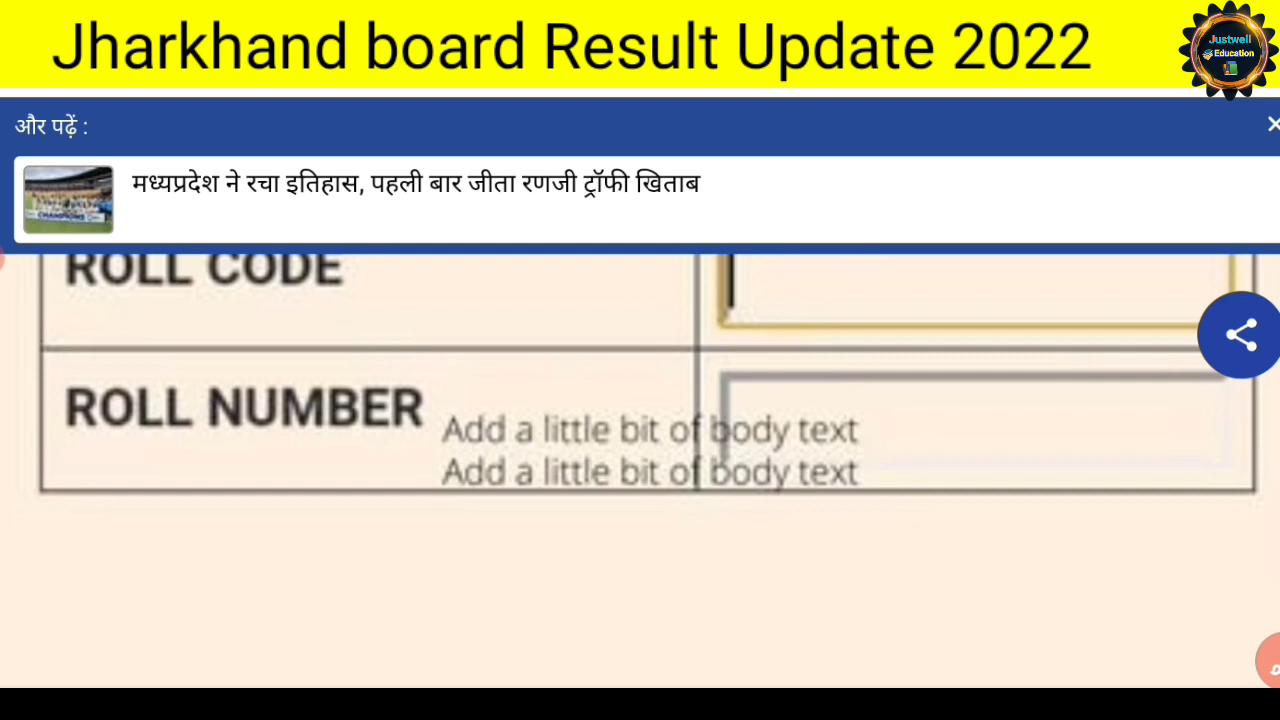 Jharkhand board Result Update 2022
Justwell
Education
और पढ़ें :
मध्यप्रदेश ने रचा इतिहास, पहली बार जीता रणजी ट्रॉफी खिताब
CHAMPIONS
ROLL CODE
ROLL NUMBER
Add a little bit of body text
Add a little bit of body text